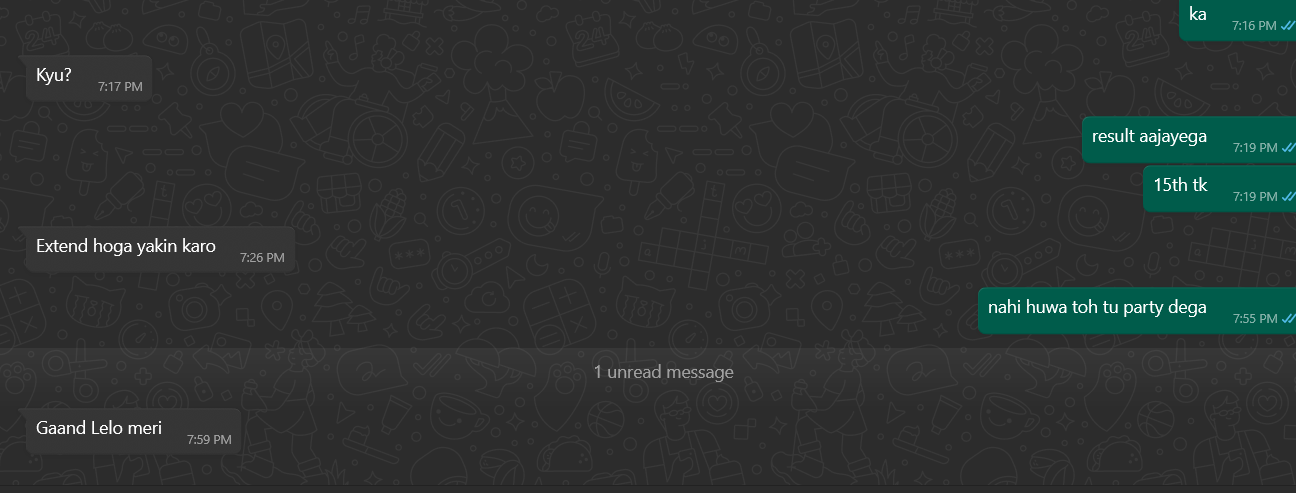 ka
7:16 PM
Kyu?
7:17 PM
result aajayega
7:19 PM
15th tk
7:19 PM
Extend hoga yakin karo
7:26 PM
nahi huwa toh tu party dega
7:55 PM
1 unread message
Gaand Lelo meri
7:59 PM